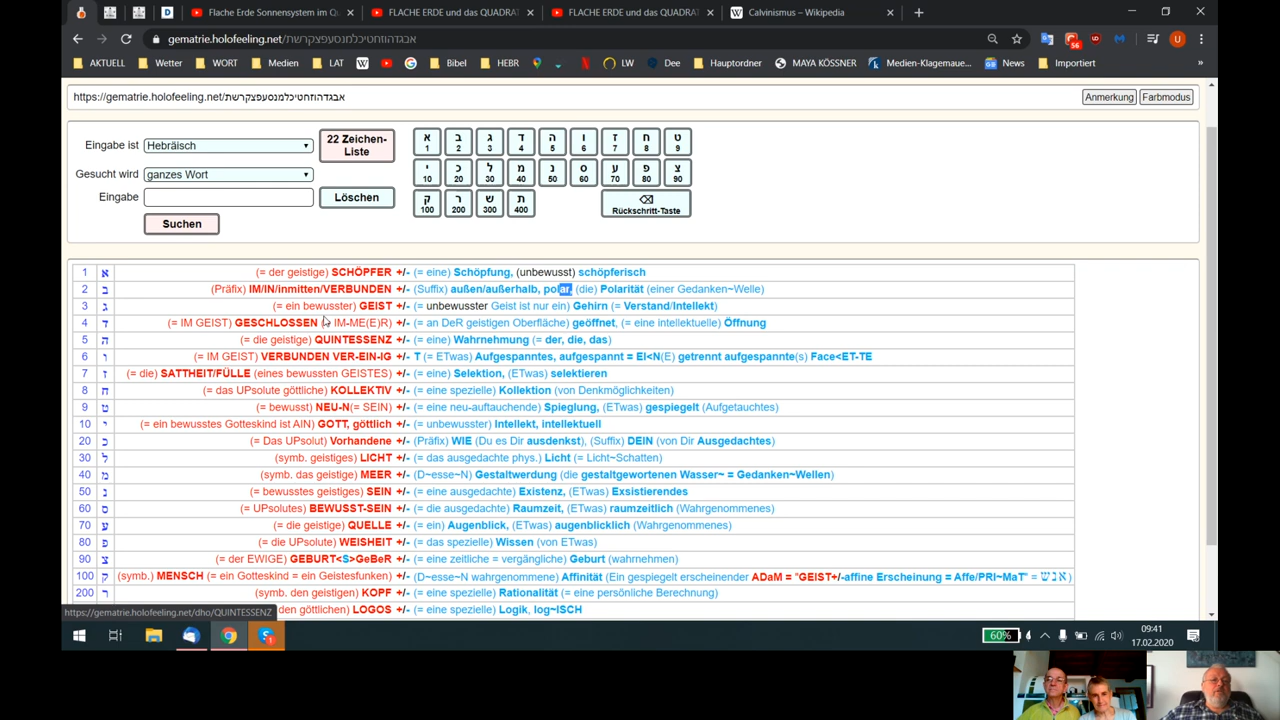 Flache Erde Sonnensystem im Q
FLACHE ERDE und das QUADRAT
FLACHE ERDE und das QUADRAT
Calvinismus – Wikipedia
gematrie.holofeeling.net/אבגדהוזחטיכלמנסעפצקרשת
56
U
AKTUELL
Wetter
WORT
Medien
LAT
Bibel
HEBR
LW
Dee
Hauptordner
MAYA KÖSSNER
Medien-Klagemaue...
News
Importiert
»
https://gematrie.holofeeling.net/אבגדהוזחטיכלמנסעפצקרשת
Anmerkung
Farbmodus
Eingabe ist
Hebräisch
22 Zeichen-
Liste
Gesucht wird
ganzes Wort
Eingabe
Löschen
Suchen
א ב ג ד ה ו ז ח ט
1 2 3 4 5 6 7 8 9
י כ ל מ נ ס ע פ צ
10 20 30 40 50 60 70 80 90
ק ר ש ת
100 200 300 400
Rückschritt-Taste
1 א (= der geistige) SCHÖPFER +/- (= eine) Schöpfung, (unbewusst) schöpferisch
2 ב (Präfix) IM/IN/inmitten/VERBUNDEN +/- (Suffix) außen/außerhalb, polar, (die) Polarität (einer Gedanken~Welle)
3 ג (= ein bewusster) GEIST +/- (= unbewusster Geist ist nur ein) Gehirn (= Verstand/Intellekt)
4 ד (= IM GEIST) GESCHLOSSEN IM-ME(E)R) +/- (= an DeR geistigen Oberfläche) geöffnet, (= eine intellektuelle) Öffnung
5 ה (= die geistige) QUINTESSENZ +/- (= eine) Wahrnehmung (= der, die, das)
6 ו (= IM GEIST) VERBUNDEN VER-EIN-IG +/- T (= ETwas) Aufgespanntes, aufgespannt = EI<N(E) getrennt aufgespannte(s) Face<ET-TE
7 ז (= die) SATTHEIT/FÜLLE (eines bewussten GEISTES) +/- (= eine) Selektion, (ETwas) selektieren
8 ח (= das UPsolute göttliche) KOLLEKTIV +/- (= eine spezielle) Kollektion (von Denkmöglichkeiten)
9 ט (= bewusst) NEU-N(= SEIN) +/- (= eine neu-auftauchende) Spieglung, (ETwas) gespiegelt (Aufgetauchtes)
10 י (= ein bewusstes Gotteskind ist AIN) GOTT, göttlich +/- (= unbewusster) Intellekt, intellektuell
20 כ (= Das UPsolut) Vorhandene +/- (Präfix) WIE (Du es Dir ausdenkst), (Suffix) DEIN (von Dir Ausgedachtes)
30 ל (symb. geistiges) LICHT +/- (= das ausgedachte phys.) Licht (= Licht~Schatten)
40 מ (symb. das geistige) MEER +/- (D~esse~N) Gestaltwerdung (die gestaltgewortenen Wasser~ = Gedanken~Wellen)
50 נ (= bewusstes geistiges) SEIN +/- (= eine ausgedachte) Existenz, (ETwas) Exsistierendes
60 ס (= UPsolutes) BEWUSST-SEIN +/- (= eine ausgedachte) Raumzeit, (ETwas) raumzeitlich (Wahrgenommenes)
70 ע (= die geistige) QUELLE +/- (= ein) Augenblick, (ETwas) augenblicklich (Wahrgenommenes)
80 פ (= die UPsolute) WEISHEIT +/- (= das spezielle) Wissen (von ETwas)
90 צ (= der EWIGE) GEBURT<S>GeBeR +/- (= eine zeitliche = vergängliche) Geburt (wahrnehmen)
100 ק (symb.) MENSCH (= ein Gotteskind = ein Geistesfunken) +/- (D~esse~N wahrgenommene) Affinität (Ein gespiegelt erscheinender ADaM = "GEIST+/-affine Erscheinung = Affe/PRI~MaT" = אנש)
200 ר (= symb. den geistigen) KOPF +/- (= eine spezielle) Rationalität (= eine persönliche Berechnung)
den göttlichen) LOGOS +/- (= eine spezielle) Logik, log~ISCH
https://gematrie.holofeeling.net/dho/QUINTESSENZ
60%
09:41
17.02.2020